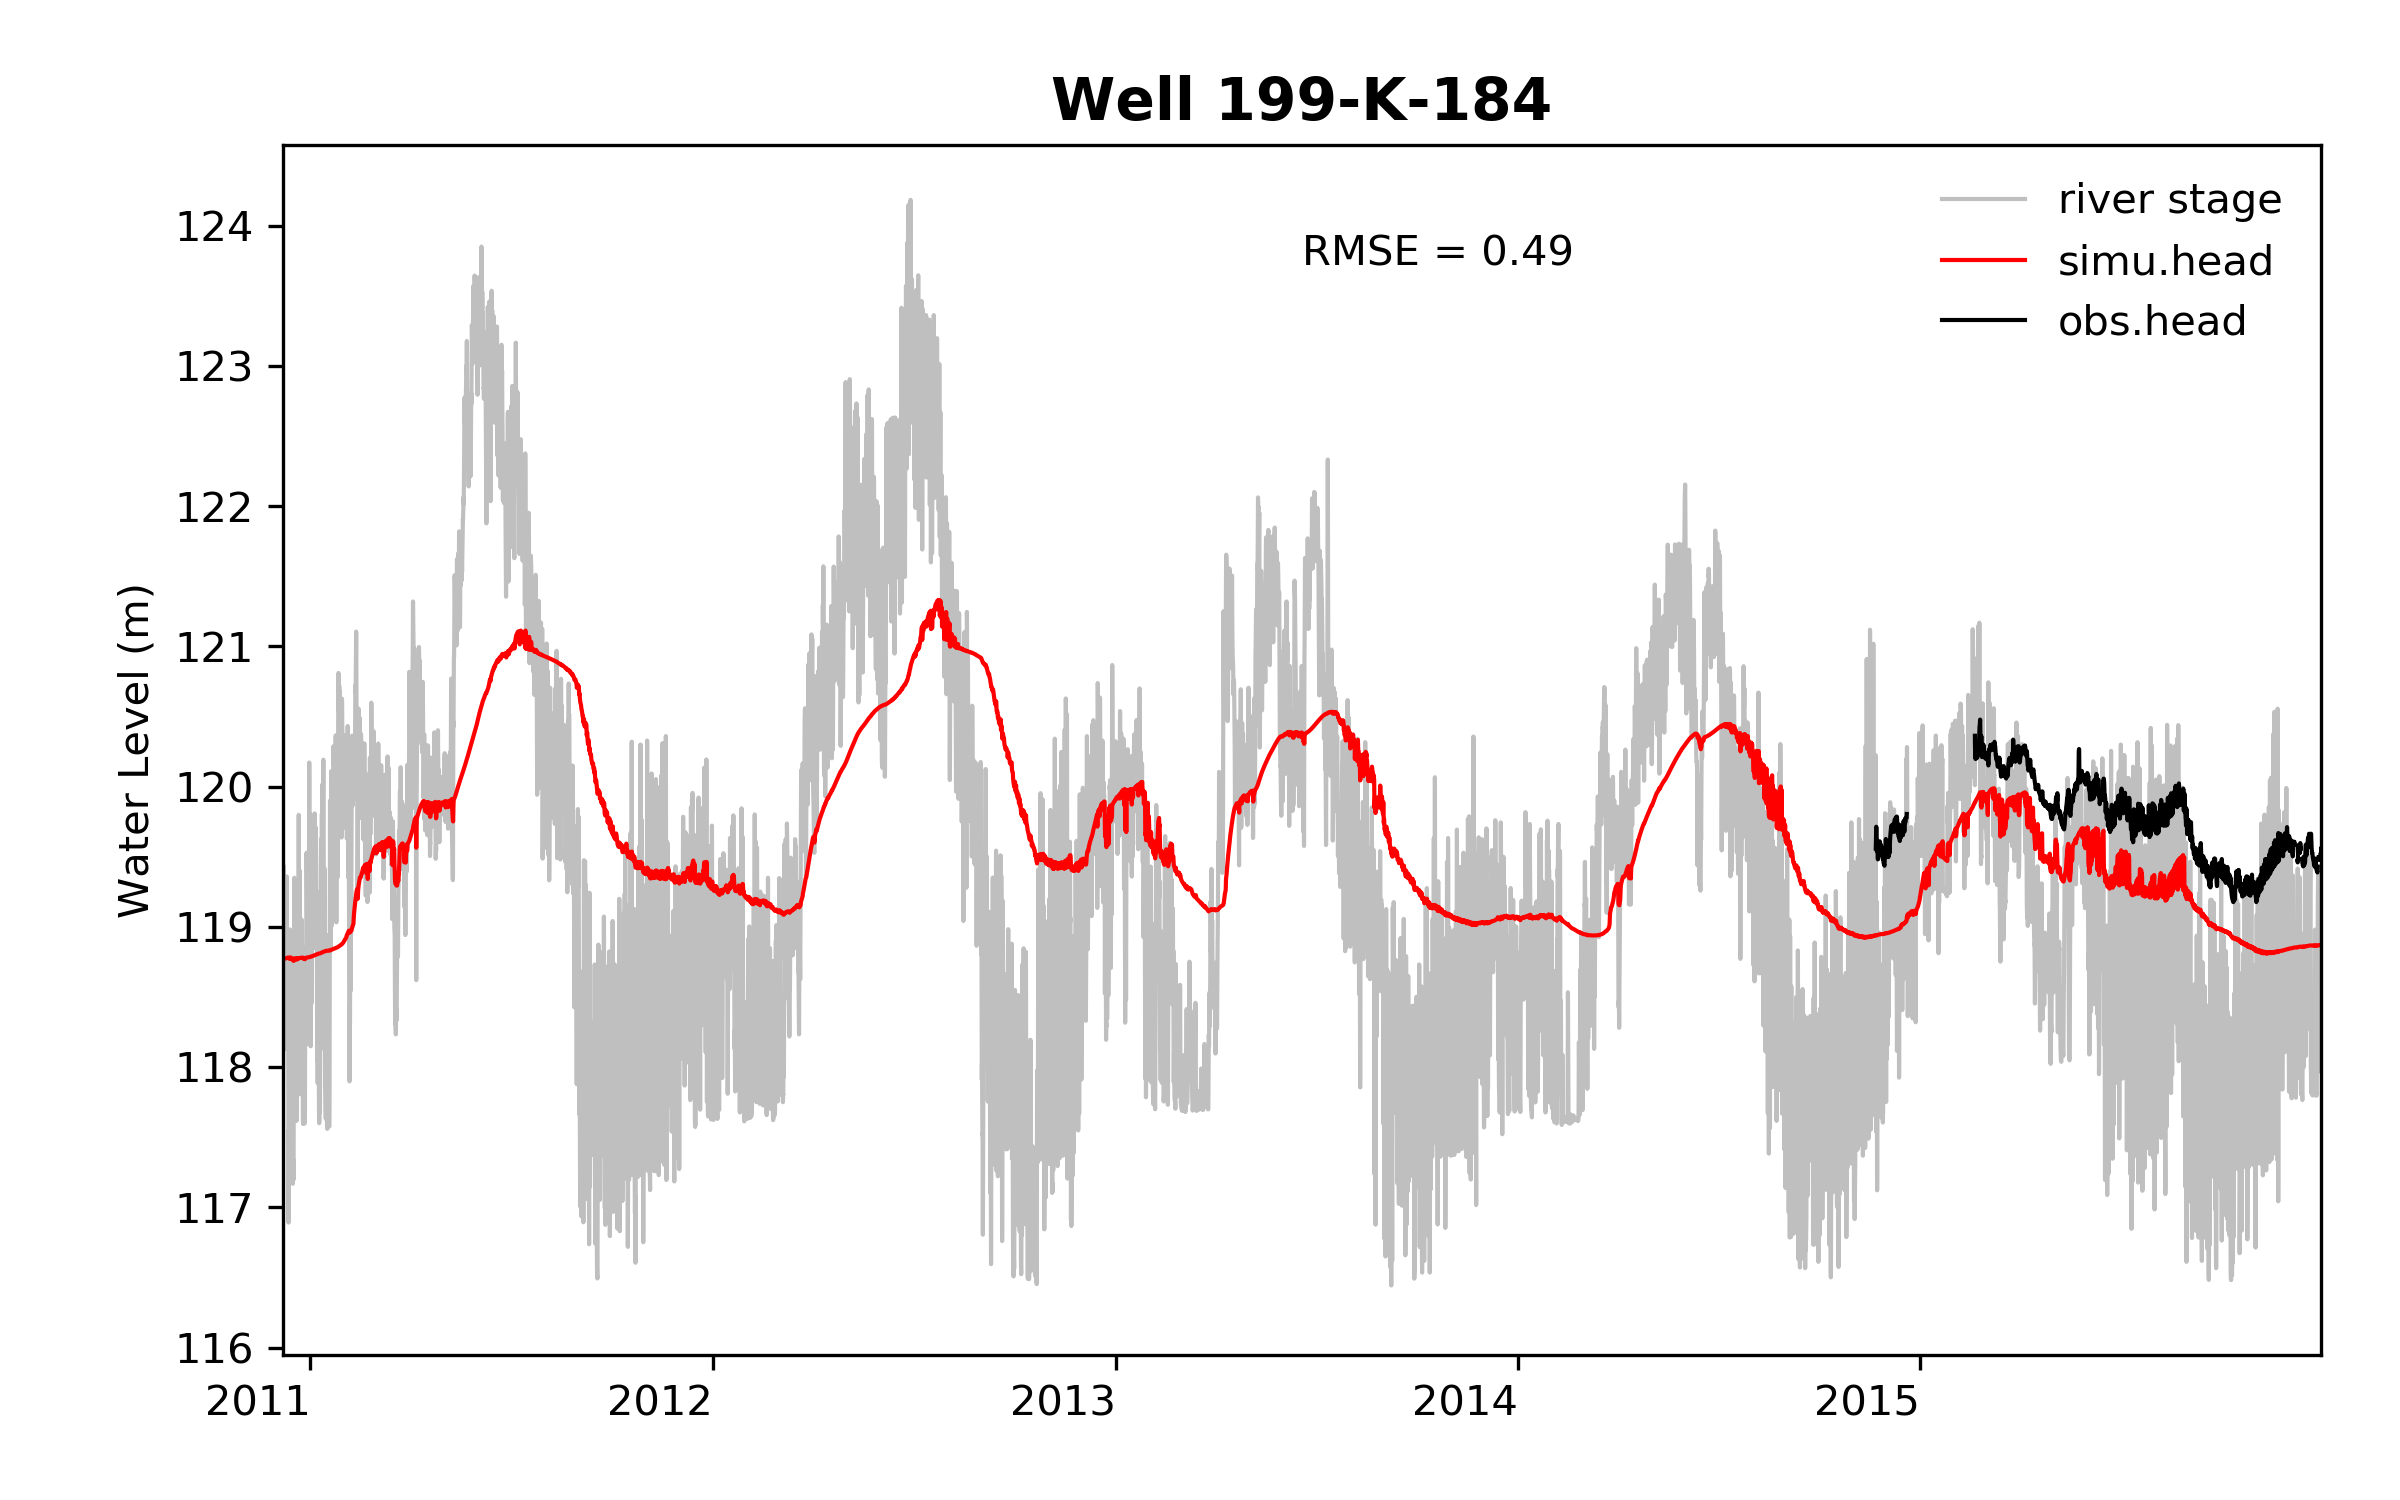 Well 199-K-184
RMSE = 0.49
river stage
simu.head
obs.head
Water Level (m)
124
123
122
121
120
119
118
117
116
2011 2012 2013 2014 2015